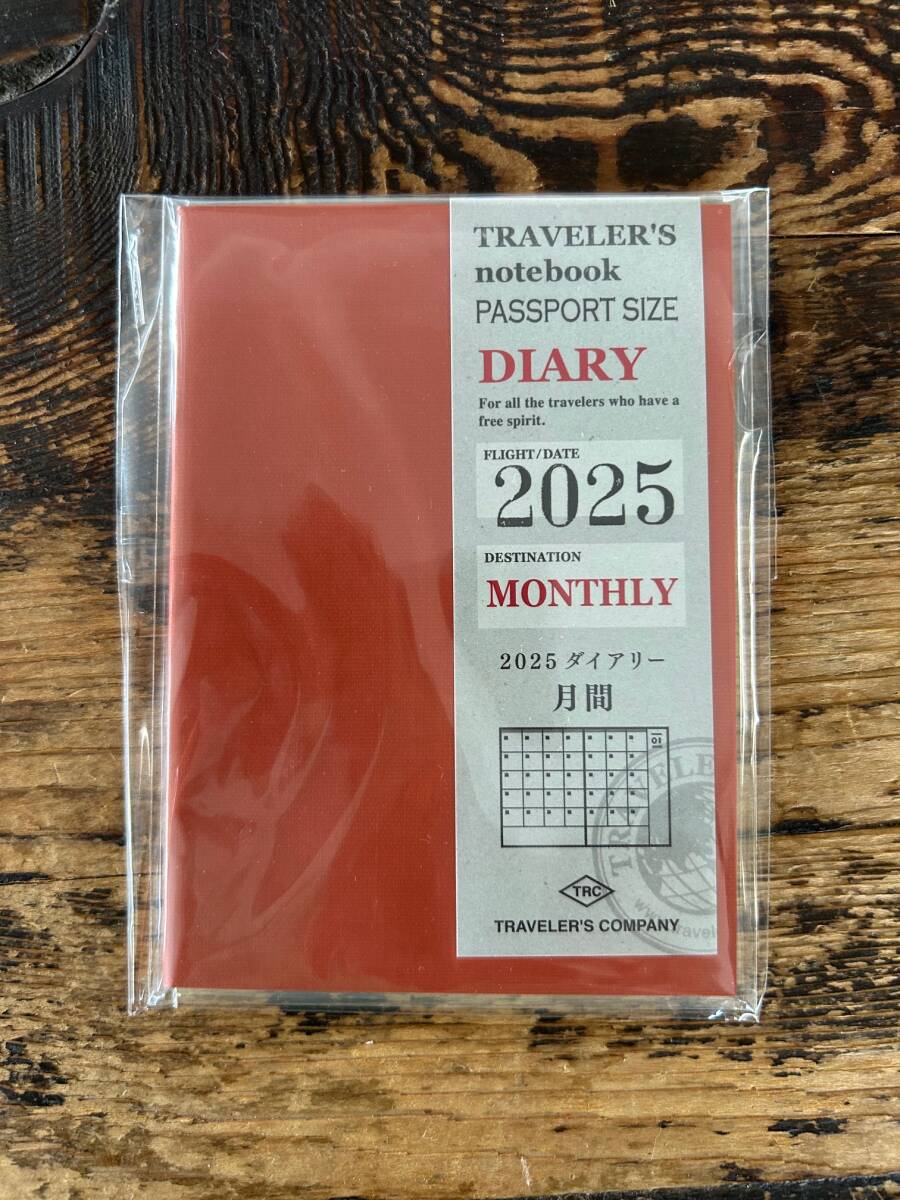 TRAVELER'S
notebook
PASSPORT SIZE
DIARY
For all the travelers who have a
free spirit.
FLIGHT/DATE
2025
DESTINATION
MONTHLY
2025 ダイアリー
月間
10
TRC
TRAVELER'S COMPANY